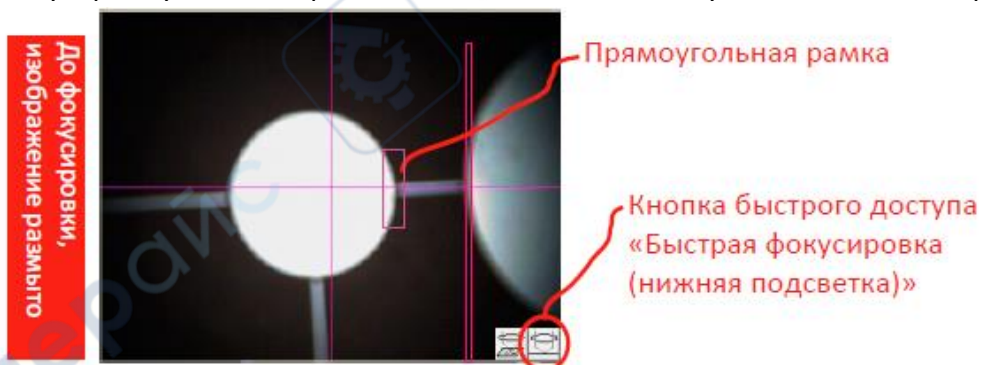 До фокусировки,
изображение размыто
Прямоугольная рамка
Кнопка быстрого доступа
«Быстрая фокусировка
(нижняя подсветка)»